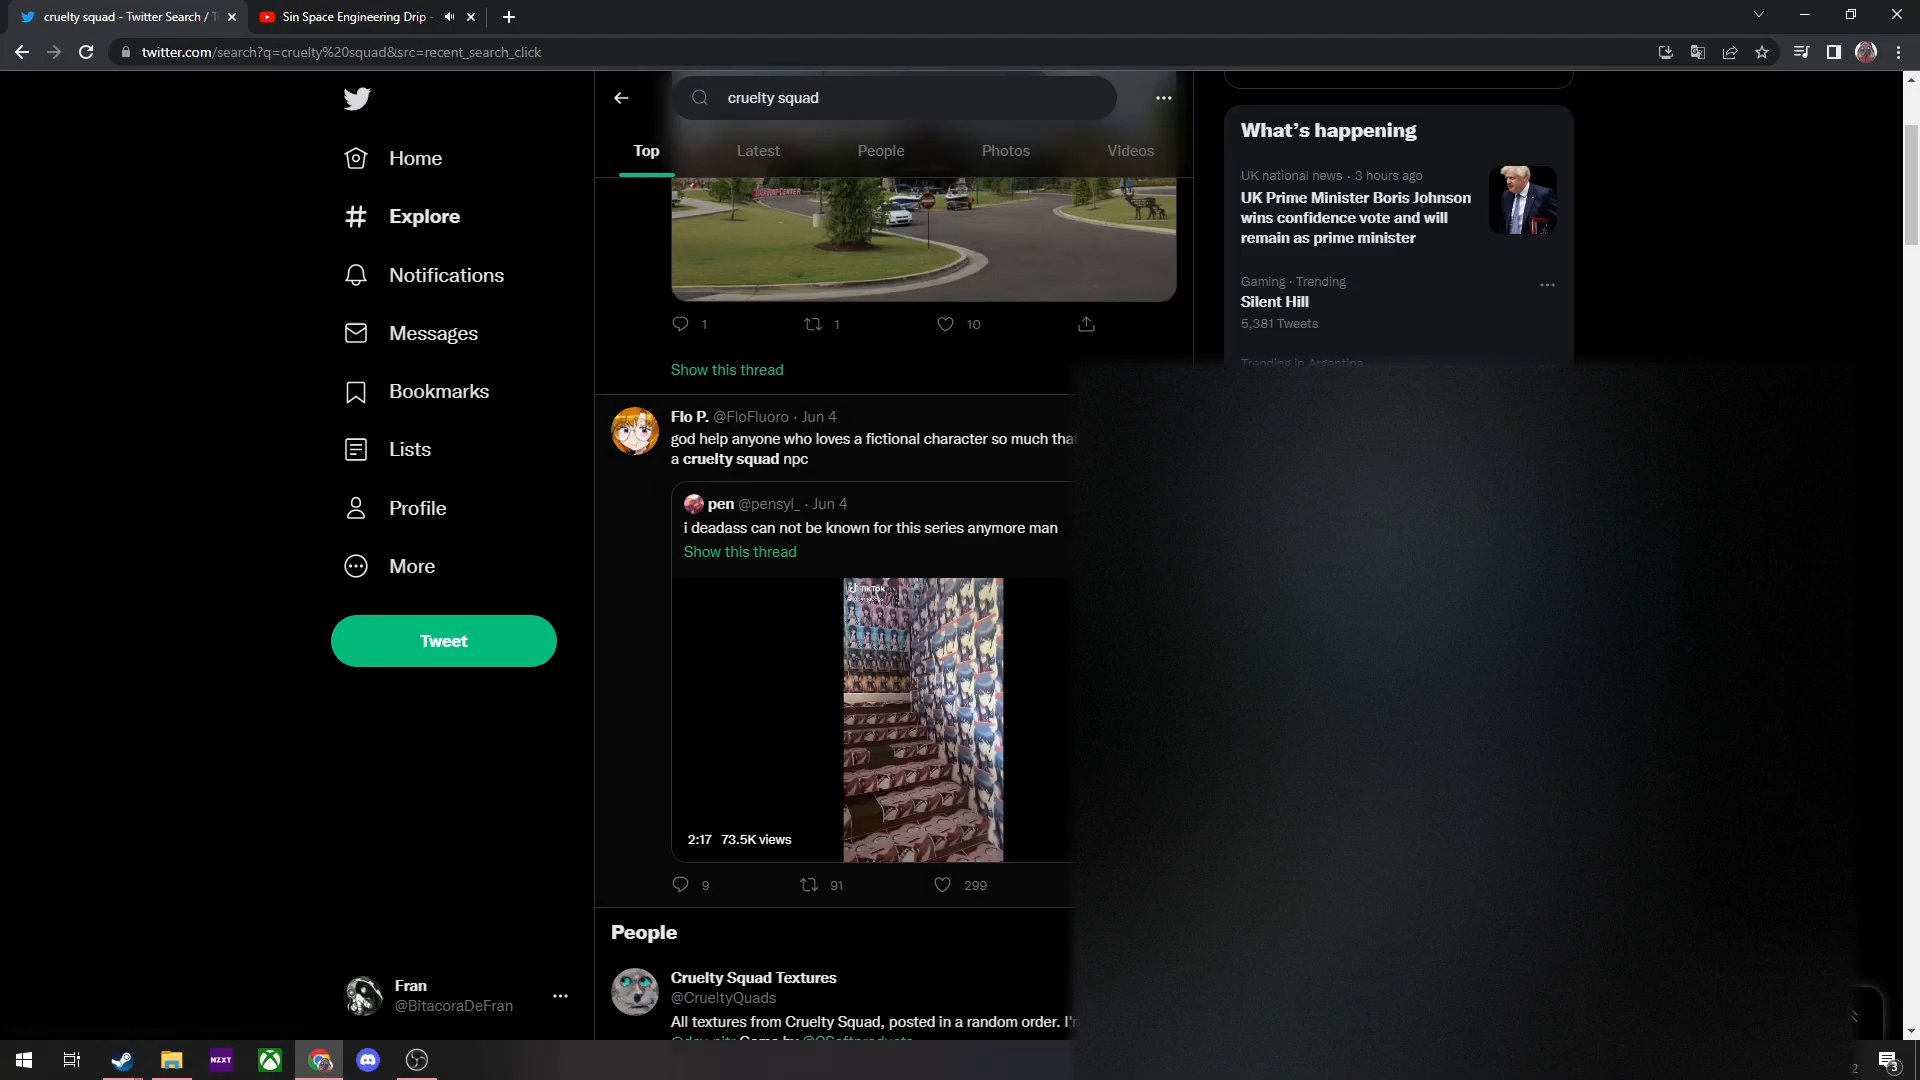 cruelty squad - Twitter Search / T
Sin Space Engineering Drip
twitter.com/search?q=cruelty%20squad&src=recent_search_click
Home
Explore
Notifications
Messages
Bookmarks
Lists
Profile
More
Tweet
Fran
@BitacoraDeFran
cruelty squad
Top
Latest
People
Photos
Videos
1
1
10
Show this thread
Flo P. @FloFluoro · Jun 4
god help anyone who loves a fictional character so much that
a cruelty squad npc
pen @pensyl_ · Jun 4
i deadass can not be known for this series anymore man
Show this thread
TikTok
2:17 73.5K views
9
91
299
People
Cruelty Squad Textures
@CrueltyQuads
All textures from Cruelty Squad, posted in a random order. I'm
What's happening
UK national news · 3 hours ago
UK Prime Minister Boris Johnson
wins confidence vote and will
remain as prime minister
Gaming · Trending
Silent Hill
5,381 Tweets
Trending in Argentina
NZXT
3